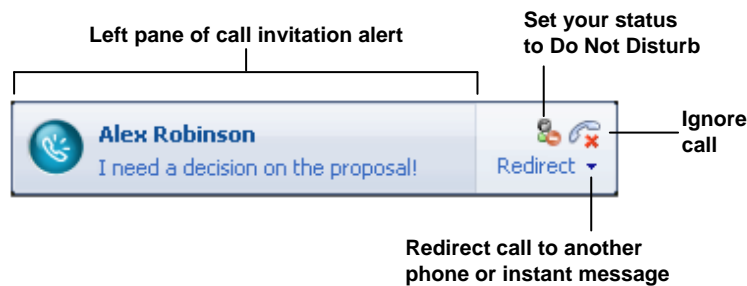 Left pane of call invitation alert
Set your status
to Do Not Disturb
Alex Robinson
I need a decision on the proposal!
Redirect
Ignore
call
Redirect call to another
phone or instant message